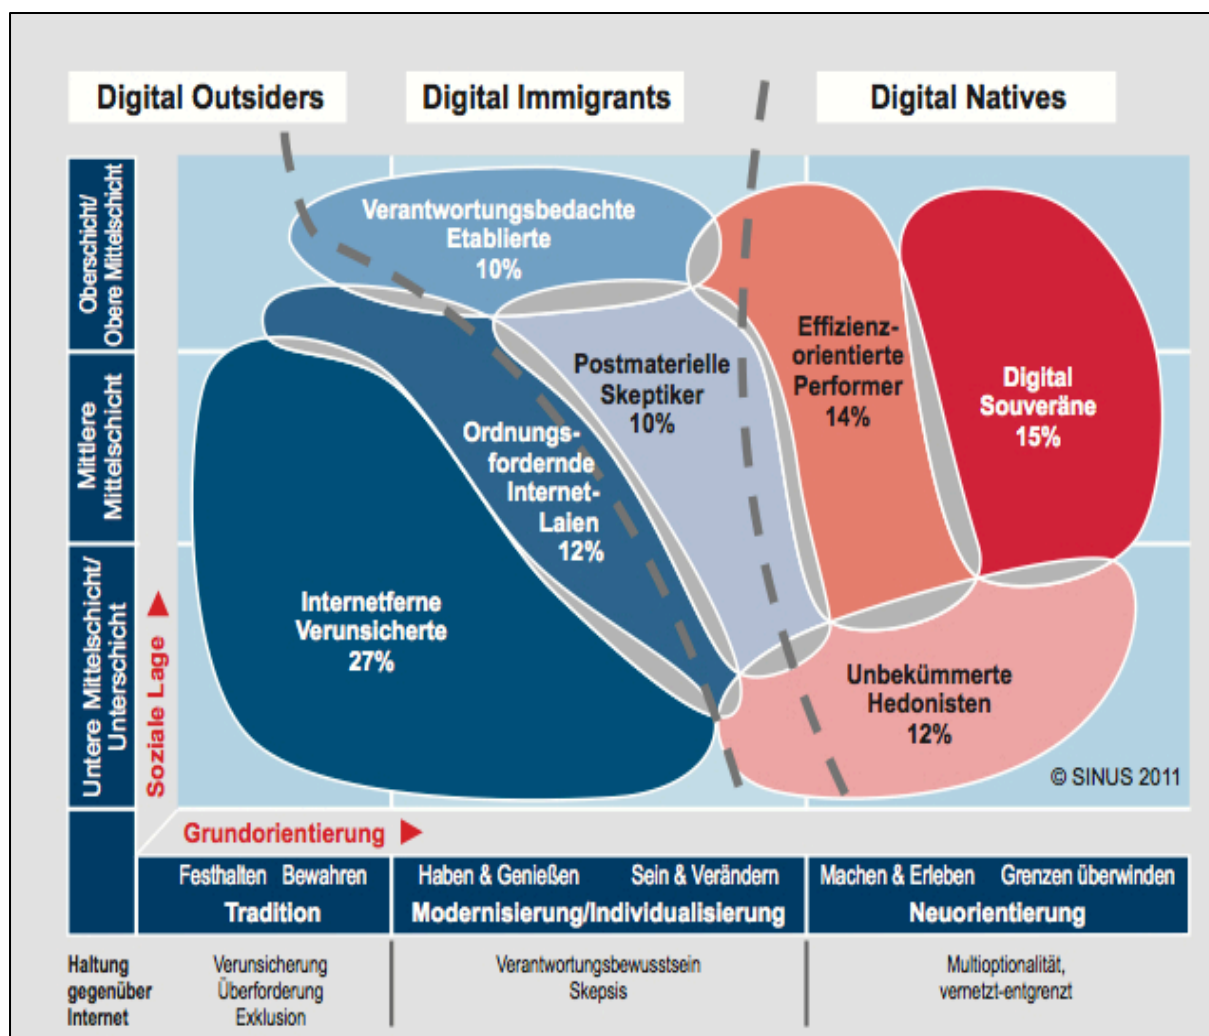 Digital Outsiders
Digital Immigrants
Digital Natives
Oberschicht/
Obere Mittelschicht
Mittlere
Mittelschicht
Untere Mittelschicht/
Unterschicht
Soziale Lage
Verantwortungsbedachte
Etablierte
10%
Postmaterielle
Skeptiker
10%
Effizienz-
orientierte
Performer
14%
Digital
Souveräne
15%
Ordnungs-
fordernde
Internet-
Laien
12%
Internetferne
Verunsicherte
27%
Unbekümmerte
Hedonisten
12%
© SINUS 2011
Grundorientierung
Festhalten Bewahren
Tradition
Haben & Genießen Sein & Verändern
Modernisierung/Individualisierung
Machen & Erleben Grenzen überwinden
Neuorientierung
Haltung
gegenüber
Internet
Verunsicherung
Überforderung
Exklusion
Verantwortungsbewusstsein
Skepsis
Multioptionalität,
vernetzt-entgrenzt